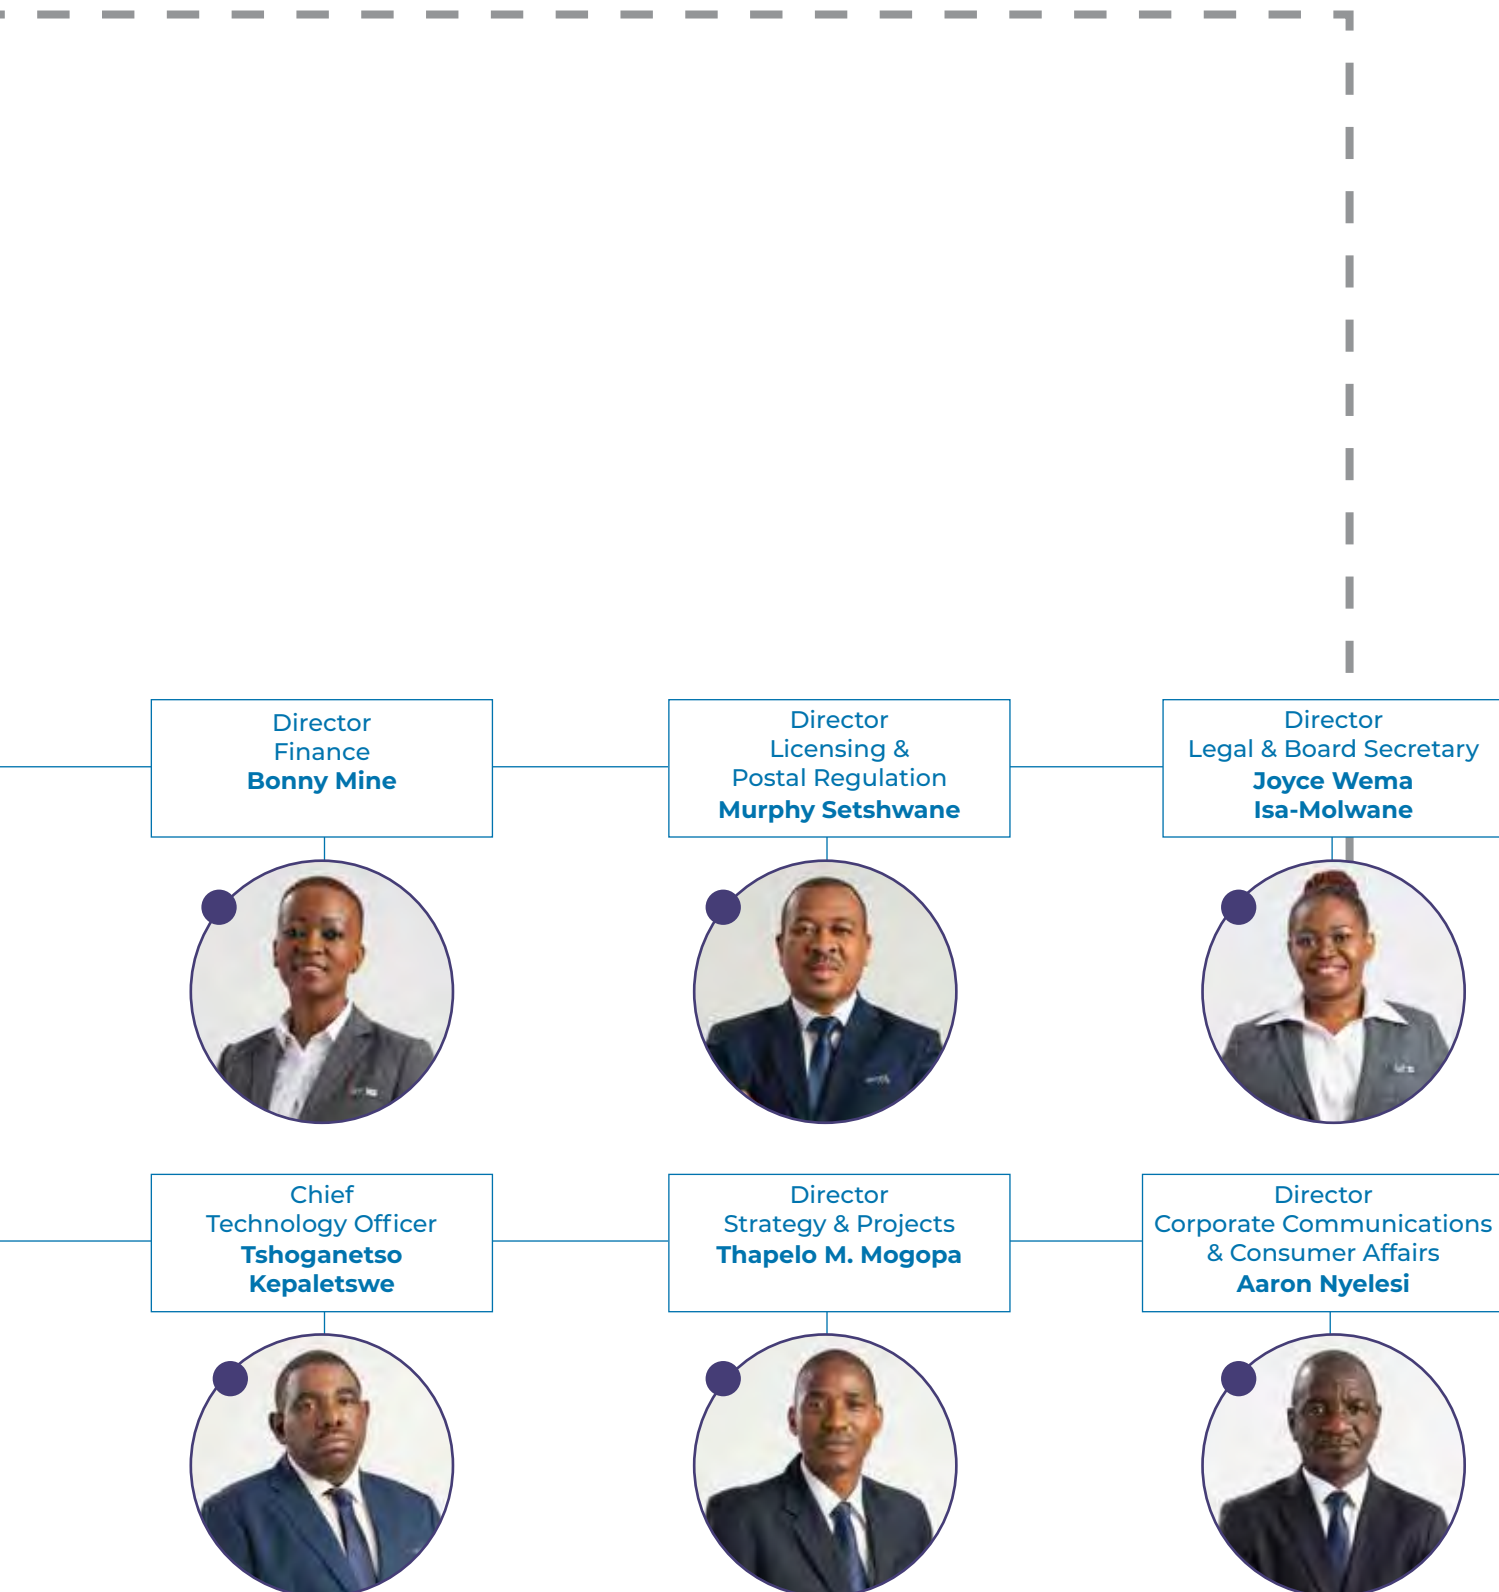 Director
Finance
Bonny Mine
Director
Licensing &
Postal Regulation
Murphy Setshwane
Director
Legal & Board Secretary
Joyce Wema
Isa-Molwane
Chief
Technology Officer
Tshoganetso
Kepaletswe
Director
Strategy & Projects
Thapelo M. Mogopa
Director
Corporate Communications
& Consumer Affairs
Aaron Nyelesi